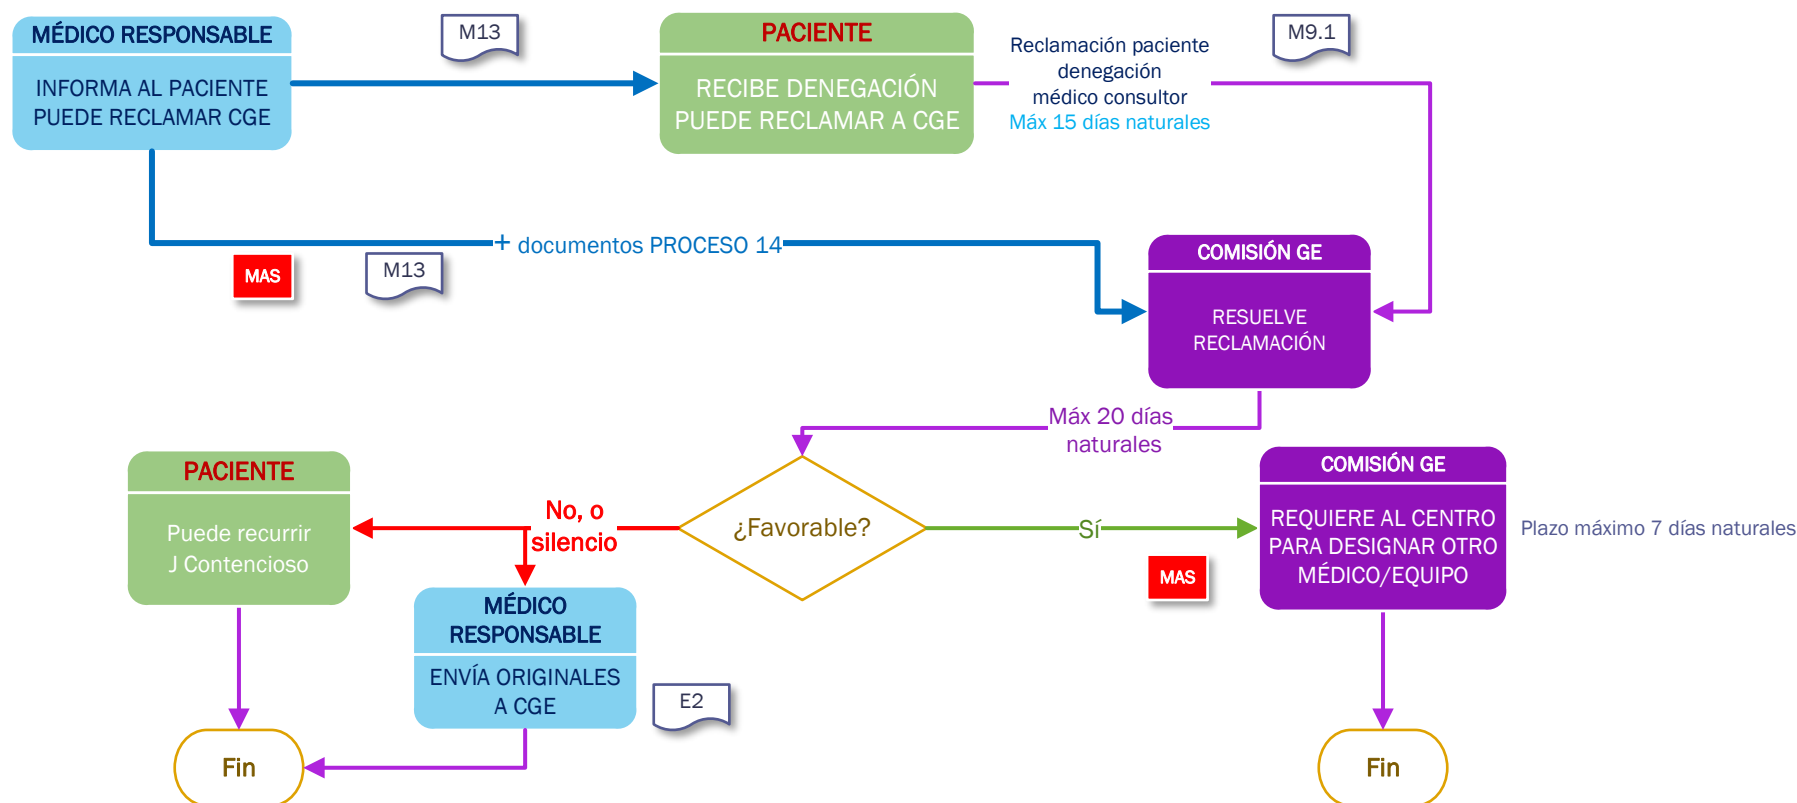 MÉDICO RESPONSABLE
INFORMA AL PACIENTE
PUEDE RECLAMAR CGE
M13
PACIENTE
RECIBE DENEGACIÓN
PUEDE RECLAMAR A CGE
Reclamación paciente
denegación
médico consultor
Máx 15 días naturales
M9.1
+ documentos PROCESO 14
MAS
M13
COMISIÓN GE
RESUELVE
RECLAMACIÓN
Máx 20 días
naturales
PACIENTE
Puede recurrir
J Contencioso
No, o
silencio
¿Favorable?
Sí
COMISIÓN GE
REQUIERE AL CENTRO
PARA DESIGNAR OTRO
MÉDICO/EQUIPO
Plazo máximo 7 días naturales
MAS
MÉDICO
RESPONSABLE
ENVÍA ORIGINALES
A CGE
E2
Fin
Fin